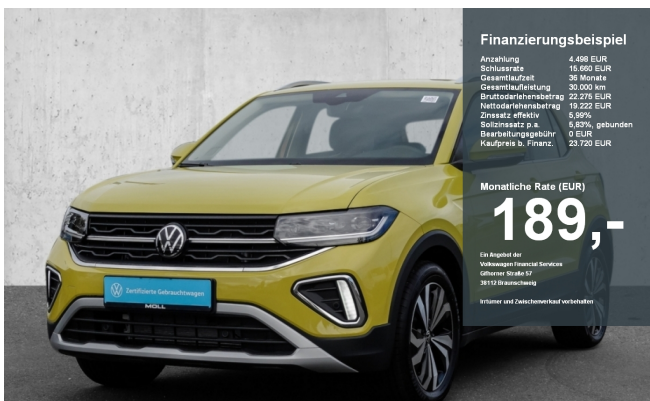 Finanzierungsbeispiel
Anzahlung 4.498 EUR
Schlussrate 15.660 EUR
Gesamtlaufzeit 36 Monate
Gesamtlaufleistung 30.000 km
Bruttodarlehensbetrag 22.275 EUR
Nettodarlehensbetrag 19.222 EUR
Zinssatz effektiv 5,99%
Sollzinssatz p.a. 5,83%, gebunden
Bearbeitungsgebühr 0 EUR
Kaufpreis b. Finanz. 23.720 EUR
Monatliche Rate (EUR)
189,-
Ein Angebot der
Volkswagen Financial Services
Gifhorner Straße 57
38112 Braunschweig
Irrtümer und Zwischenverkauf vorbehalten
Zertifizierte Gebrauchtwagen
MOLL